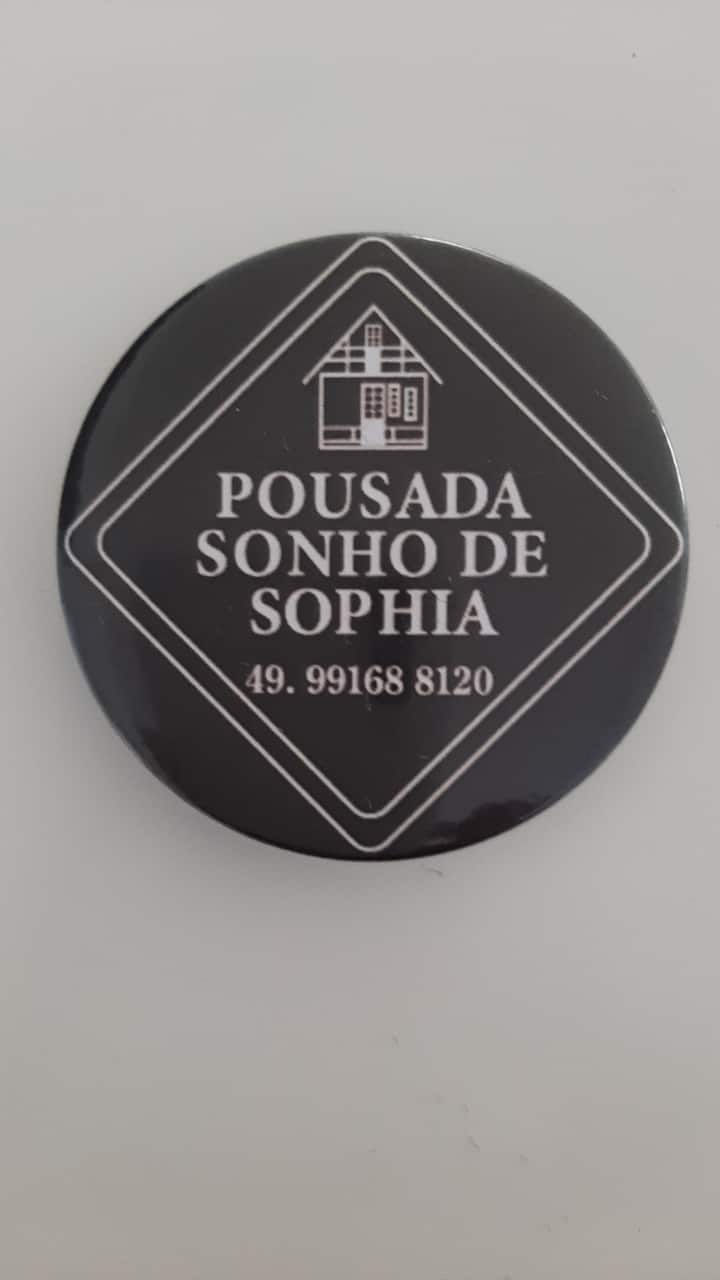 POUSADA
SONHO DE
SOPHIA
49. 99168 8120